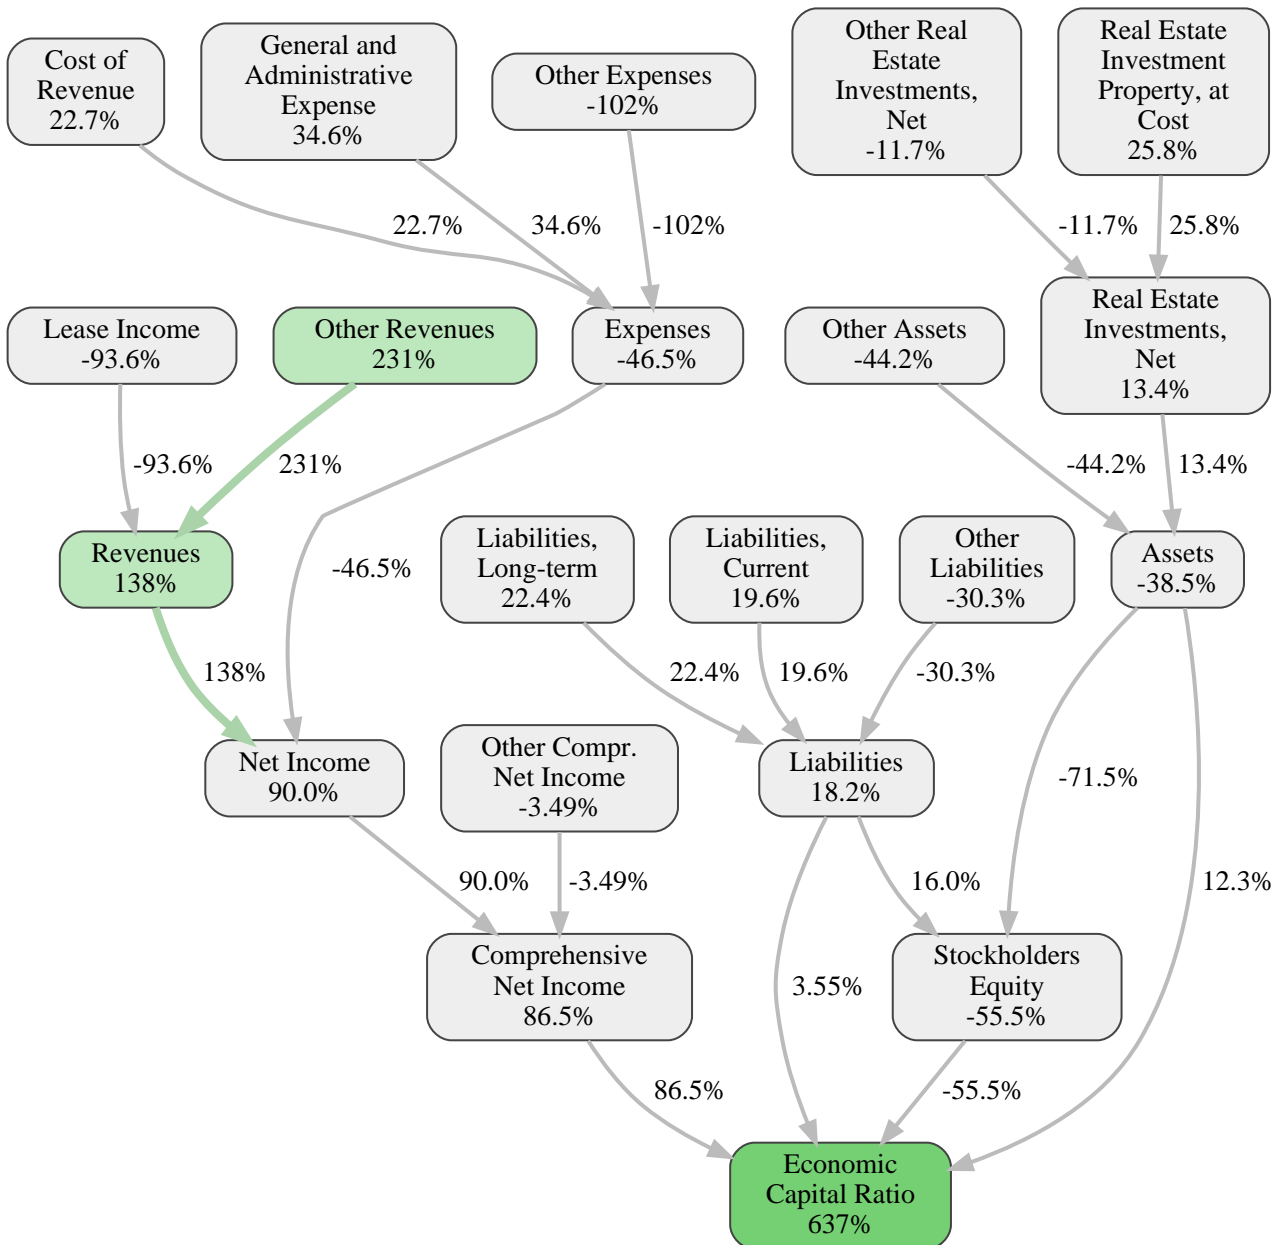 Cost of
Revenue
22.7%
General and
Administrative
Expense
34.6%
Other Expenses
-102%
Other Real
Estate
Investments,
Net
-11.7%
Real Estate
Investment
Property, at
Cost
25.8%
22.7%
34.6%
-102%
-11.7%
25.8%
Lease Income
-93.6%
Other Revenues
231%
Expenses
-46.5%
Other Assets
-44.2%
Real Estate
Investments,
Net
13.4%
-93.6%
231%
-44.2%
13.4%
Revenues
138%
-46.5%
Liabilities,
Long-term
22.4%
Liabilities,
Current
19.6%
Other
Liabilities
-30.3%
Assets
-38.5%
138%
22.4%
19.6%
-30.3%
Net Income
90.0%
Other Compr.
Net Income
-3.49%
Liabilities
18.2%
-71.5%
90.0%
-3.49%
16.0%
12.3%
Comprehensive
Net Income
86.5%
3.55%
Stockholders
Equity
-55.5%
86.5%
-55.5%
Economic
Capital Ratio
637%